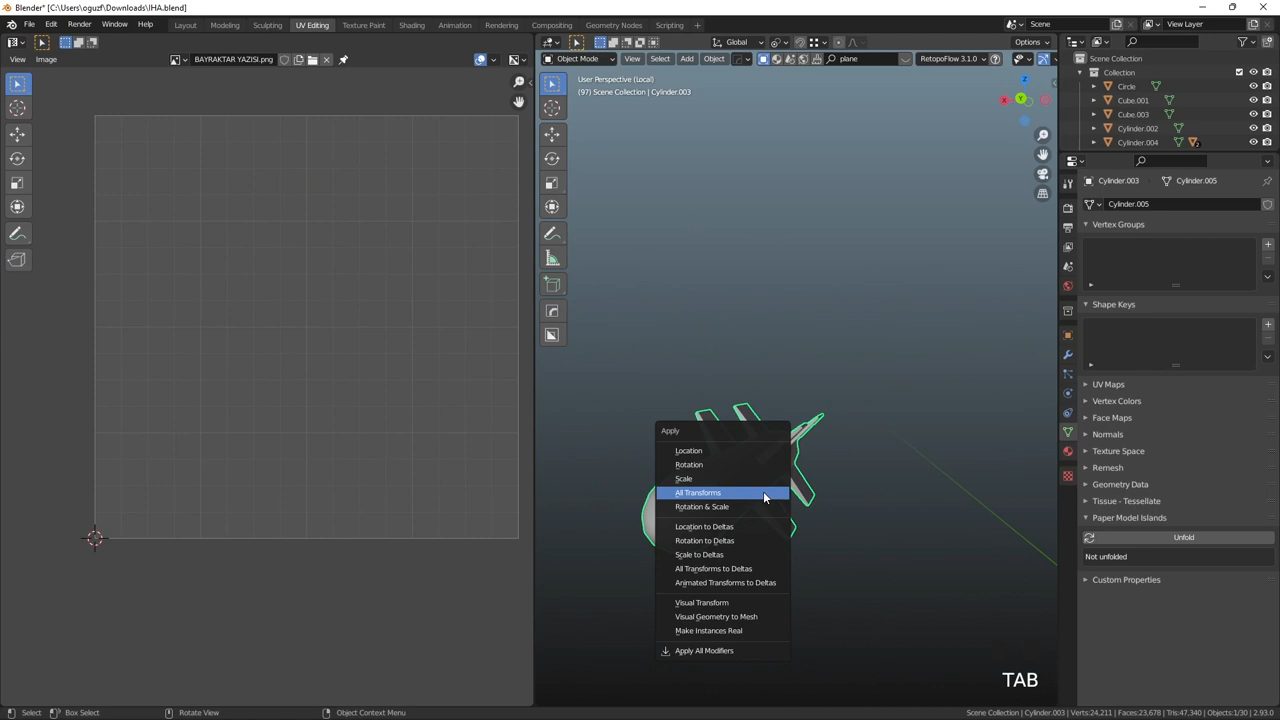 Blender* [C:\Users\oguzf\Downloads\IHA.blend]
File Edit Render Window Help
Layout Modeling Sculpting UV Editing Texture Paint Shading Animation Rendering Compositing Geometry Nodes Scripting +
Scene
View Layer
Global
Options
View Image
BAYRAKTAR YAZISI.png
Object Mode
View Select Add Object
plane
RetopoFlow 3.1.0
User Perspective (Local)
(97) Scene Collection | Cylinder.003
Z
X
Y
Scene Collection
Collection
Circle
Cube.001
Cube.003
Cylinder.002
Cylinder.004
2
Cylinder.003
Cylinder.005
Cylinder.005
Vertex Groups
Shape Keys
UV Maps
Vertex Colors
Face Maps
Normals
Texture Space
Remesh
Geometry Data
Tissue - Tessellate
Paper Model Islands
Unfold
Not unfolded
Custom Properties
Apply
Location
Rotation
Scale
All Transforms
Rotation & Scale
Location to Deltas
Rotation to Deltas
Scale to Deltas
All Transforms to Deltas
Animated Transforms to Deltas
Visual Transform
Visual Geometry to Mesh
Make Instances Real
Apply All Modifiers
TAB
Select
Box Select
Rotate View
Object Context Menu
Scene Collection | Cylinder.003 | Verts:24,211 | Faces:23,678 | Tris:47,340 | Objects:1/30 | 2.93.0